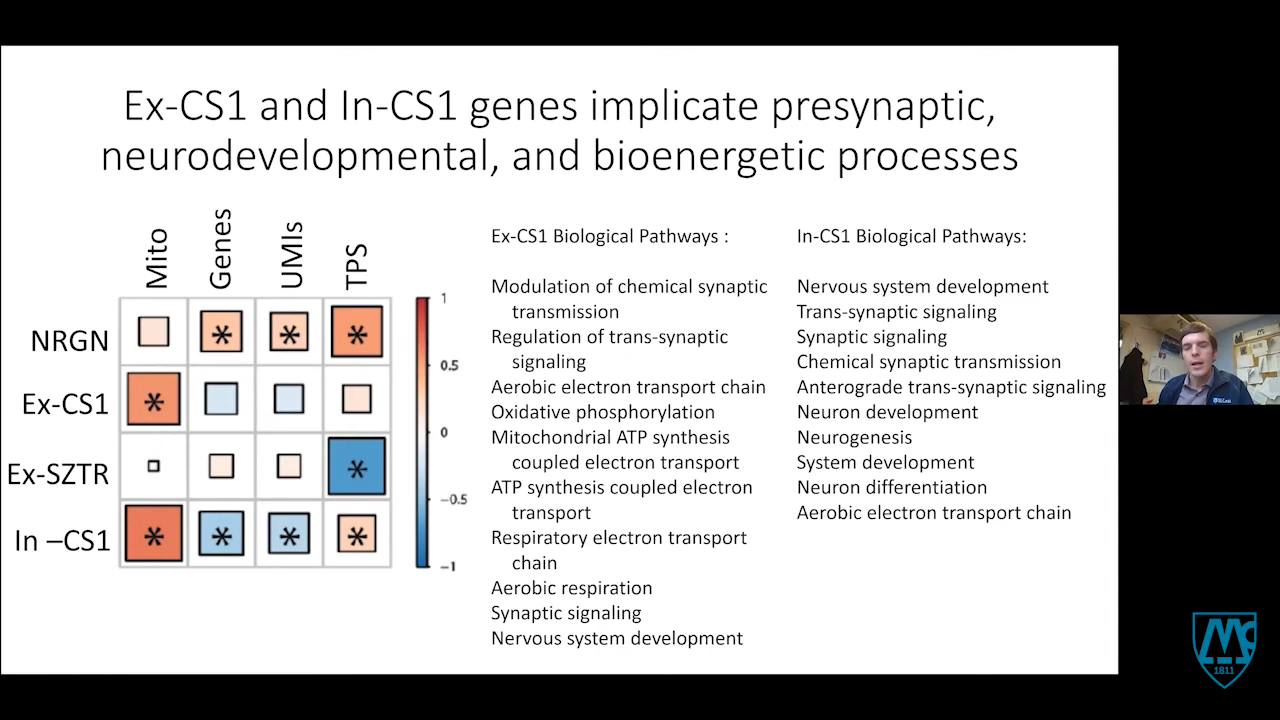 Ex-CS1 and In-CS1 genes implicate presynaptic,
neurodevelopmental, and bioenergetic processes
Mito
Genes
UMIs
TPS
NRGN
Ex-CS1
Ex-SZTR
In –CS1
* * *
*
*
* * * *
1
0.5
0
−0.5
−1
Ex-CS1 Biological Pathways :
Modulation of chemical synaptic
transmission
Regulation of trans-synaptic
signaling
Aerobic electron transport chain
Oxidative phosphorylation
Mitochondrial ATP synthesis
coupled electron transport
ATP synthesis coupled electron
transport
Respiratory electron transport
chain
Aerobic respiration
Synaptic signaling
Nervous system development
In-CS1 Biological Pathways:
Nervous system development
Trans-synaptic signaling
Synaptic signaling
Chemical synaptic transmission
Anterograde trans-synaptic signaling
Neuron development
Neurogenesis
System development
Neuron differentiation
Aerobic electron transport chain
1811